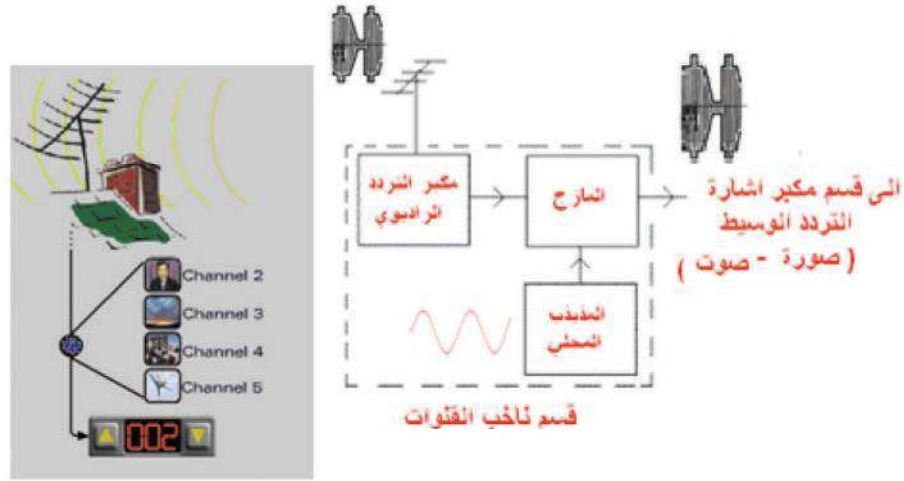 Channel 2
Channel 3
Channel 4
Channel 5
002
مكبر التردد
الراديوي
المازج
المذبذب
المحلي
الى قسم مكبر اشارة
التردد الوسيط
( صورة - صوت )
قسم ناخب القنوات